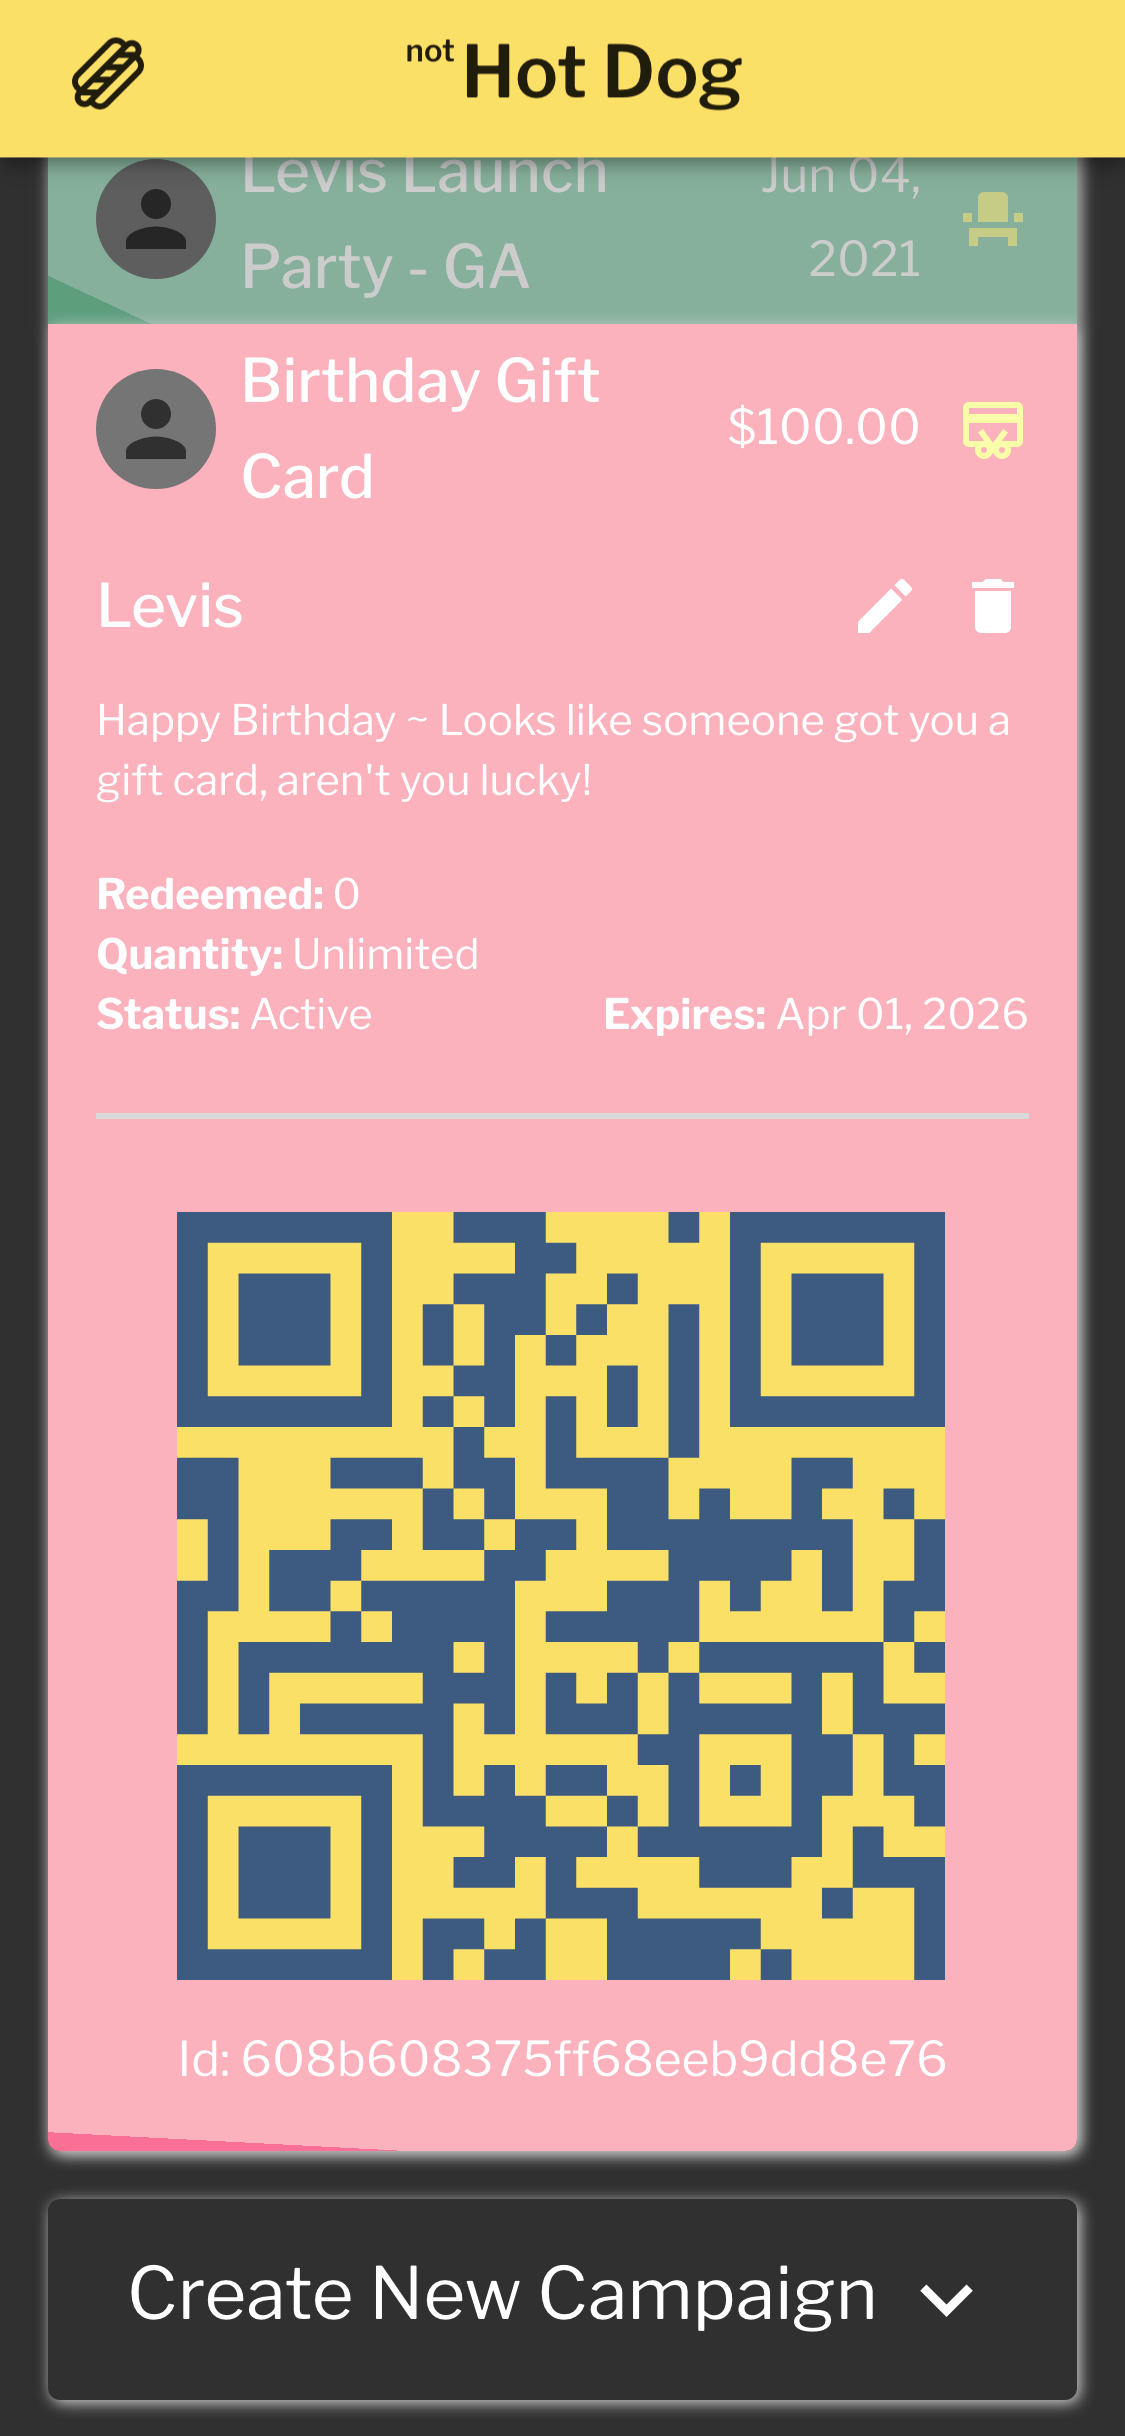 not Hot Dog
Levis Launch
Party - GA
Jun 04,
2021
Birthday Gift
Card
$100.00
Levis
Happy Birthday ~ Looks like someone got you a
gift card, aren't you lucky!
Redeemed: 0
Quantity: Unlimited
Status: Active
Expires: Apr 01, 2026
Id: 608b608375ff68eeb9dd8e76
Create New Campaign